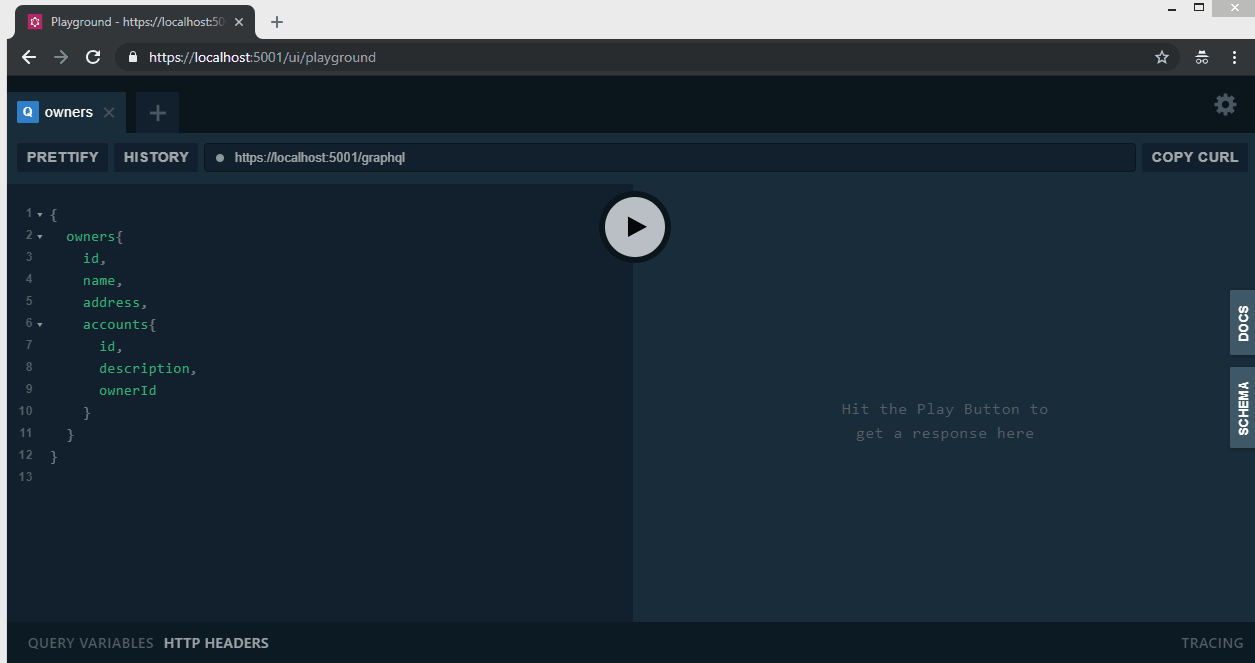 Playground - https://localhost:50
https://localhost:5001/ui/playground
Q owners
PRETTIFY HISTORY https://localhost:5001/graphql COPY CURL
1 {
2 owners{
3 id,
4 name,
5 address,
6 accounts{
7 id,
8 description,
9 ownerId
10 }
11 }
12 }
13
Hit the Play Button to
get a response here
DOCS
SCHEMA
QUERY VARIABLES HTTP HEADERS TRACING